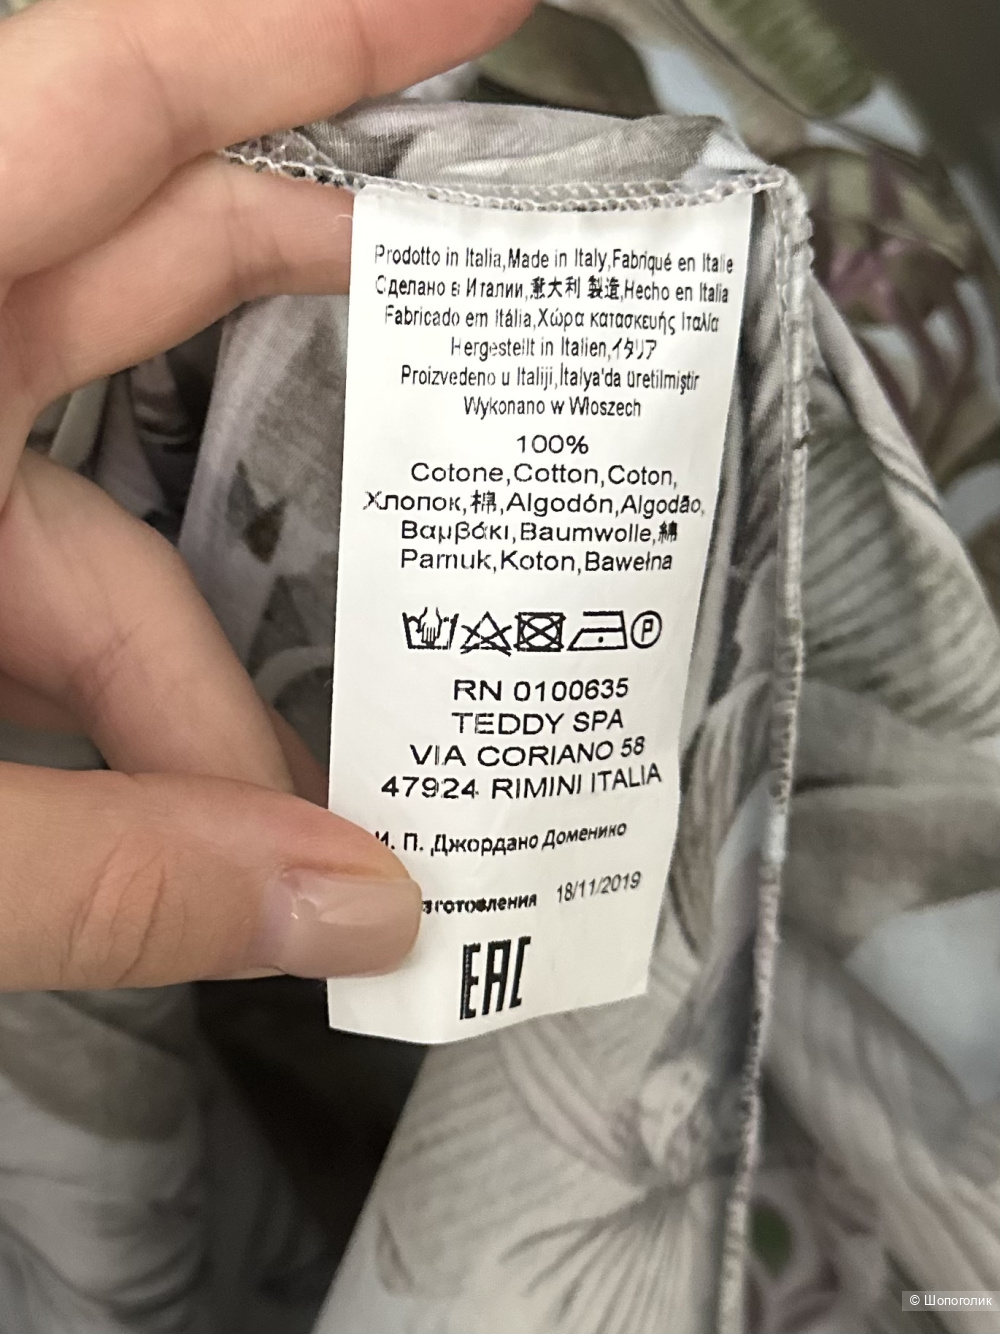 Prodotto in Italia,Made in Italy,Fabriqué en Italie
Сделано в Италии,意大利 製造,Hecho en Italia
Fabricado em Itália,Χώρα κατασκευής Ιταλία
Hergestellt in Italien,イタリア
Proizvedeno u Italiji,İtalya'da üretilmiştir
Wykonano w Włoszech
100%
Cotone,Cotton,Coton,
Хлопок,棉,Algodón,Algodão,
Βαμβάκι,Baumwolle,綿
Pamuk,Koton,Bawełna
P
RN 0100635
TEDDY SPA
VIA CORIANO 58
47924 RIMINI ITALIA
И. П. Джордано Доменико
зготовления 18/11/2019
EAC
© Шопоголик